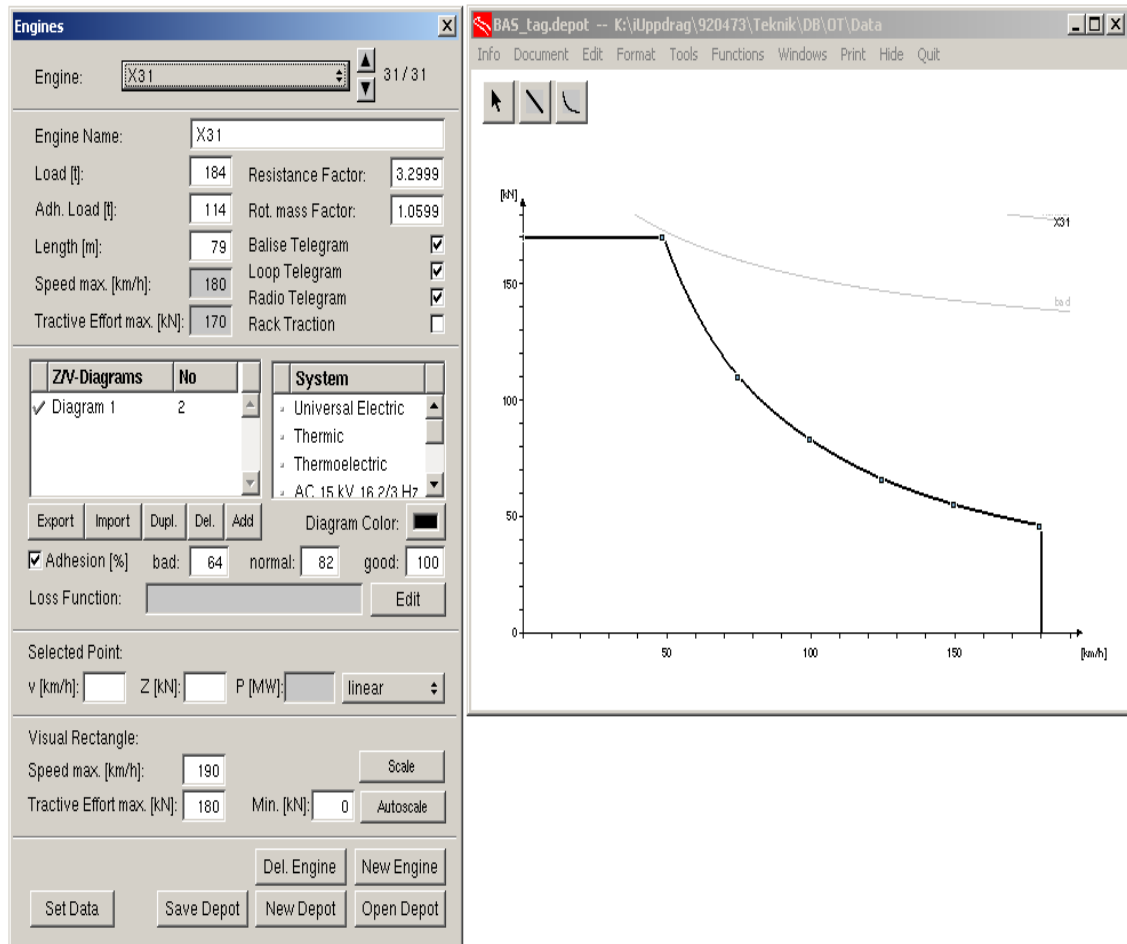 Engines
Engine: X31 31 / 31
Engine Name: X31
Load [t]: 184 Resistance Factor: 3.2999
Adh. Load [t]: 114 Rot. mass Factor: 1.0599
Length [m]: 79 Balise Telegram
Loop Telegram
Speed max. [km/h]: 180
Radio Telegram
Tractive Effort max. [kN]: 170 Rack Traction
Z/V-Diagrams No System
Diagram 1 2 Universal Electric
Thermic
Thermoelectric
AC 15 kV 16 2/3 Hz
Export Import Dupl. Del. Add Diagram Color:
Adhesion [%] bad: 64 normal: 82 good: 100
Loss Function: Edit
Selected Point:
v [km/h]: Z [kN]: P [MW]: linear
Visual Rectangle:
Speed max. [km/h]: 190 Scale
Tractive Effort max. [kN]: 180 Min. [kN]: 0 Autoscale
Del. Engine New Engine
Set Data Save Depot New Depot Open Depot
BAS_tag.depot -- K:\iUppdrag\920473\Teknik\DB\OT\Data
Info Document Edit Format Tools Functions Windows Print Hide Quit
[kN]
X31
150
bad
100
50
0
50 100 150 [km/h]